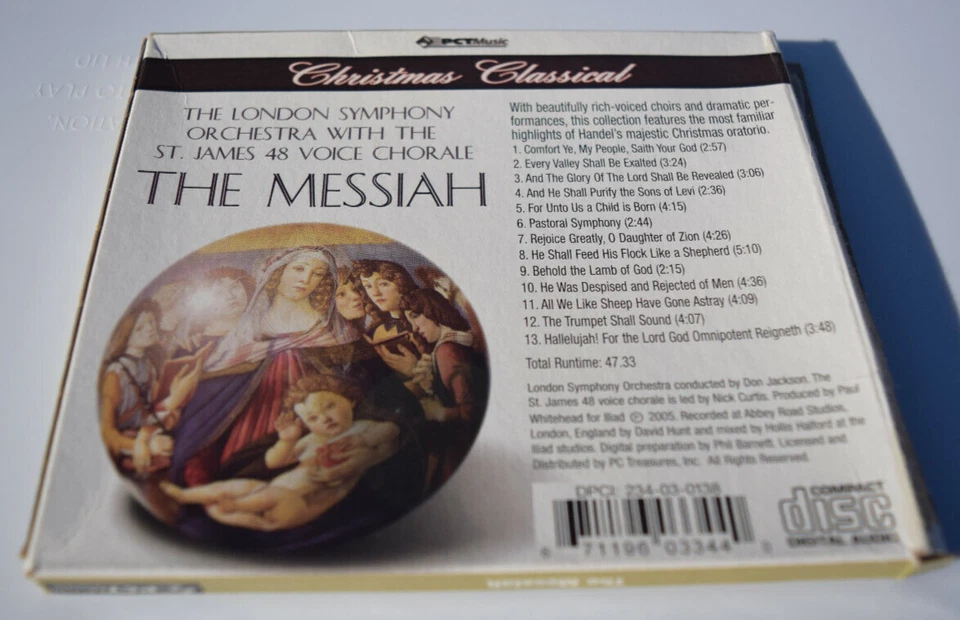 PCTMusic
Christmas Classical
THE LONDON SYMPHONY
ORCHESTRA WITH THE
ST. JAMES 48 VOICE CHORALE
THE MESSIAH
With beautifully rich-voiced choirs and dramatic per-
formances, this collection features the most familiar
highlights of Handel's majestic Christmas oratorio.
1. Comfort Ye, My People, Saith Your God (2:57)
2. Every Valley Shall Be Exalted (3:24)
3. And The Glory Of The Lord Shall Be Revealed (3:06)
4. And He Shall Purify the Sons of Levi (2:36)
5. For Unto Us a Child is Born (4:15)
6. Pastoral Symphony (2:44)
7. Rejoice Greatly, O Daughter of Zion (4:26)
8. He Shall Feed His Flock Like a Shepherd (5:10)
9. Behold the Lamb of God (2:15)
10. He Was Despised and Rejected of Men (4:36)
11. All We Like Sheep Have Gone Astray (4:09)
12. The Trumpet Shall Sound (4:07)
13. Hallelujah! For the Lord God Omnipotent Reigneth (3:48)
Total Runtime: 47.33
London Symphony Orchestra conducted by Don Jackson. The
St. James 48 voice chorale is led by Nick Curtis. Produced by Paul
Whitehead for Iliad ℗ 2005. Recorded at Abbey Road Studios,
London, England by David Hunt and mixed by Hollis Halford at the
Iliad studios. Digital preparation by Phil Barnett. Licensed and
Distributed by PC Treasures, Inc. All Rights Reserved.
DPCI: 234-03-0138
71196 03344
COMPACT
disc
DIGITAL AUDIO
The Messiah